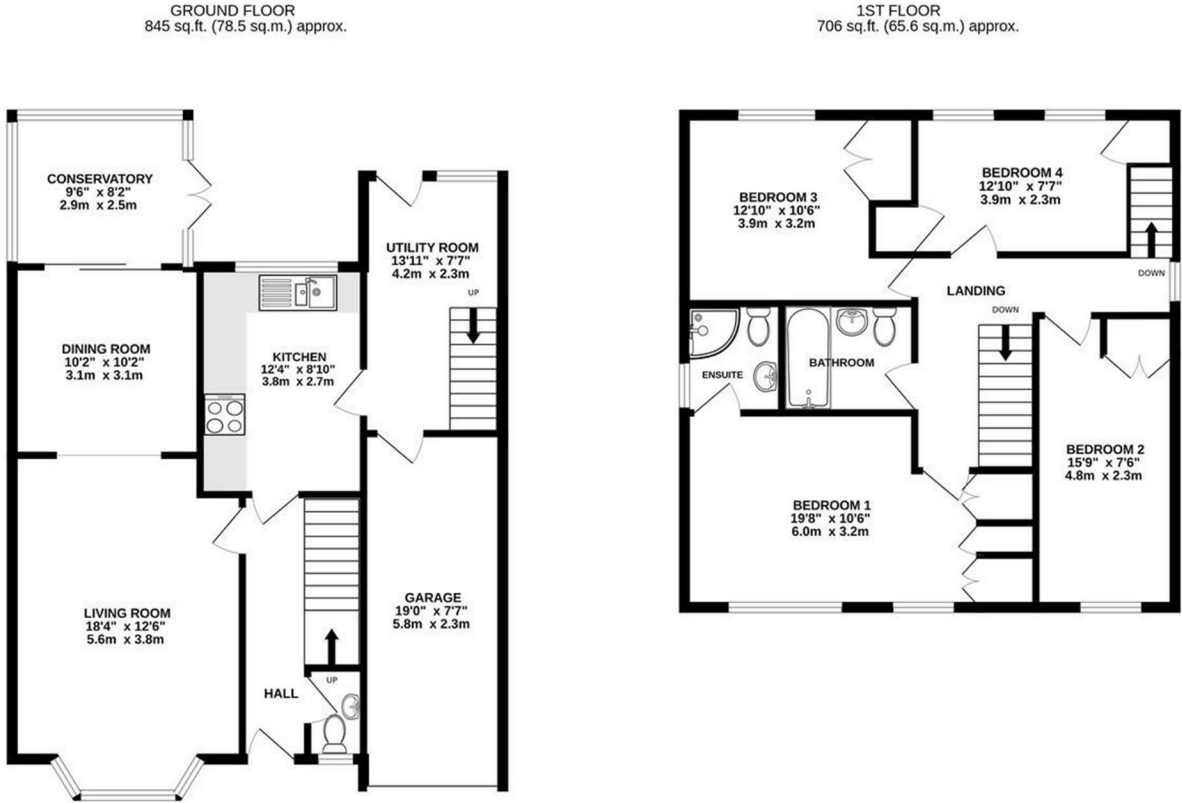 GROUND FLOOR
845 sq.ft. (78.5 sq.m.) approx.
1ST FLOOR
706 sq.ft. (65.6 sq.m.) approx.
CONSERVATORY
9'6" x 8'2"
2.9m x 2.5m
UTILITY ROOM
13'11" x 7'7"
4.2m x 2.3m
UP
DINING ROOM
10'2" x 10'2"
3.1m x 3.1m
KITCHEN
12'4" x 8'10"
3.8m x 2.7m
LIVING ROOM
18'4" x 12'6"
5.6m x 3.8m
GARAGE
19'0" x 7'7"
5.8m x 2.3m
HALL
UP
BEDROOM 3
12'10" x 10'6"
3.9m x 3.2m
BEDROOM 4
12'10" x 7'7"
3.9m x 2.3m
DOWN
LANDING
DOWN
ENSUITE
BATHROOM
BEDROOM 2
15'9" x 7'6"
4.8m x 2.3m
BEDROOM 1
19'8" x 10'6"
6.0m x 3.2m